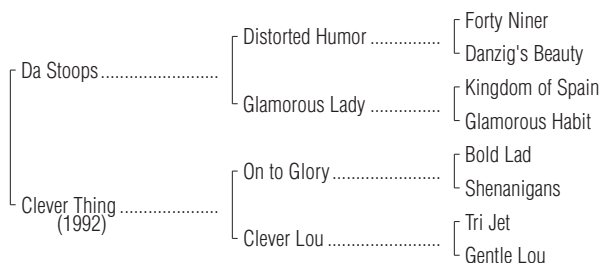 Forty Niner
Distorted Humor ................
Danzig's Beauty
Da Stoops...........................
Kingdom of Spain
Glamorous Lady ................
Glamorous Habit
Bold Lad
On to Glory.........................
Shenanigans
Clever Thing .......................
(1992)
Tri Jet
Clever Lou ..........................
Gentle Lou